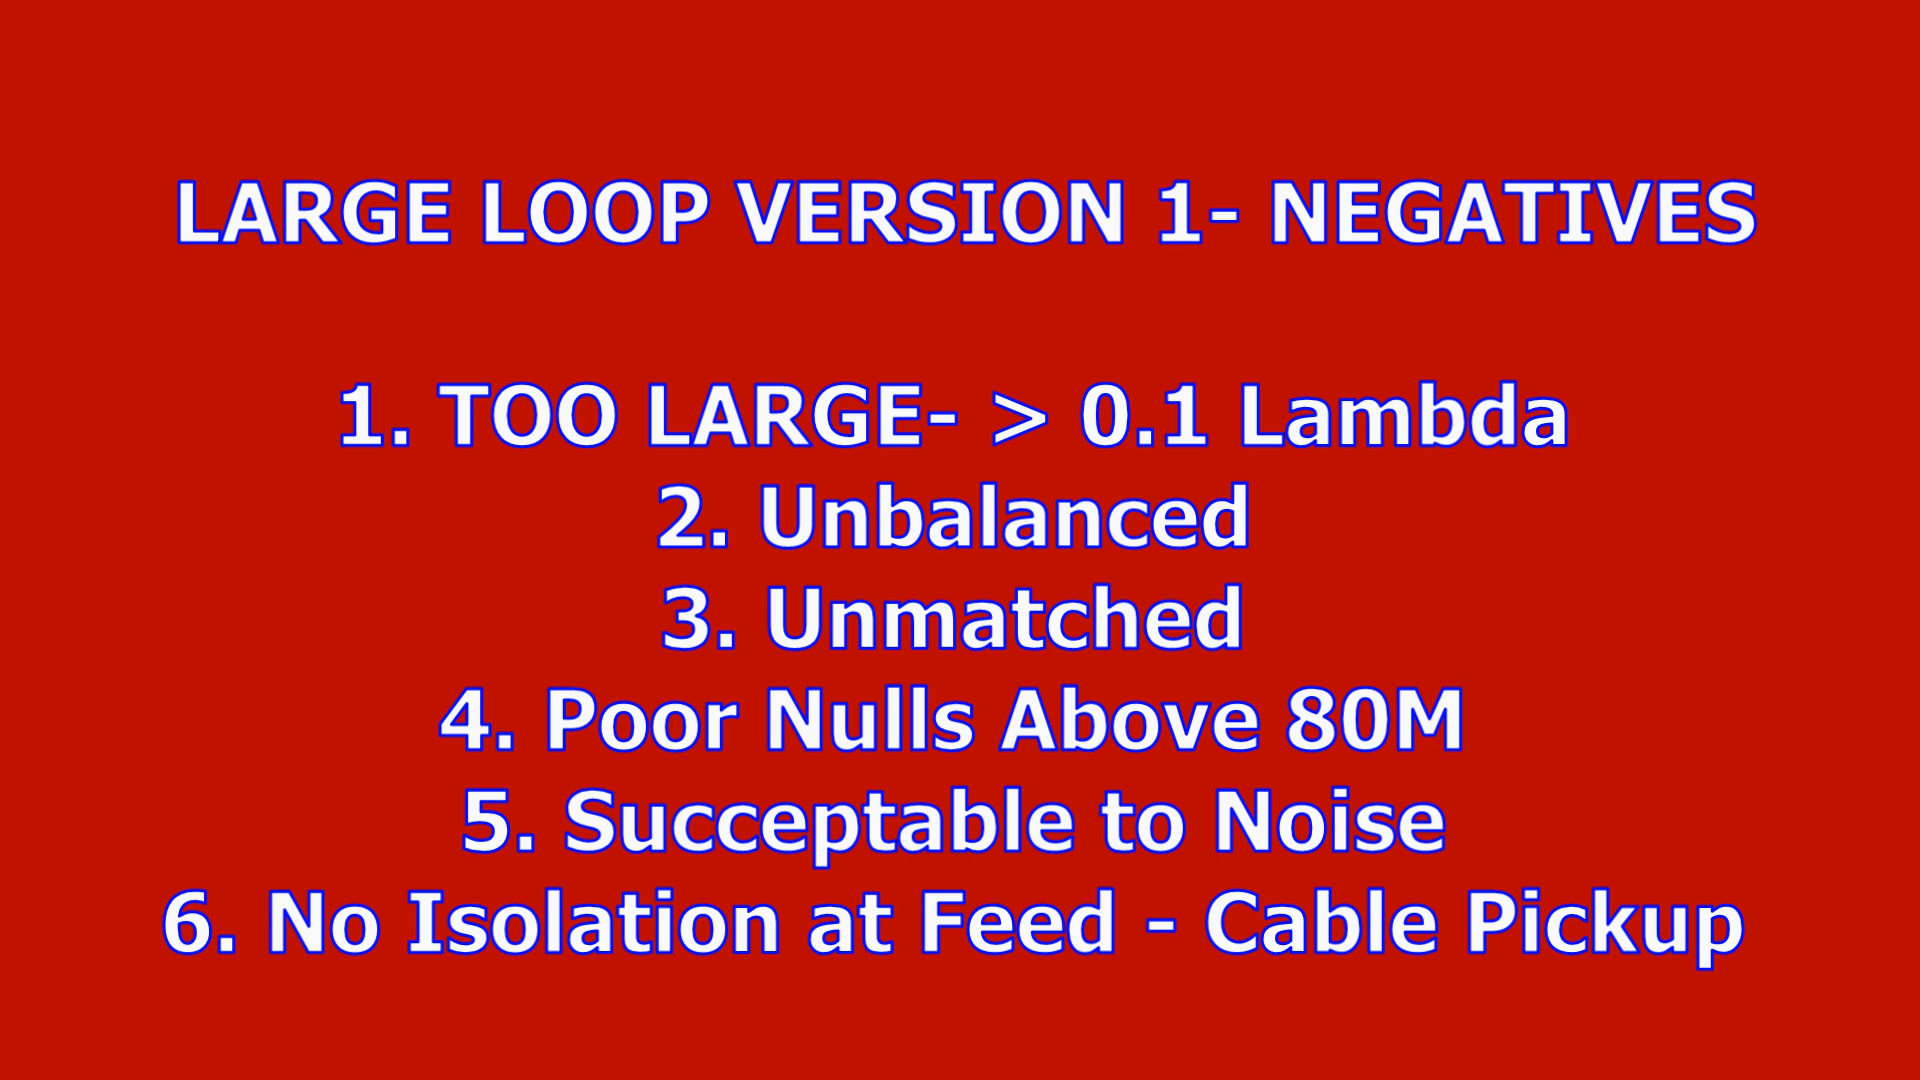 LARGE LOOP VERSION 1- NEGATIVES
1. TOO LARGE- > 0.1 Lambda
2. Unbalanced
3. Unmatched
4. Poor Nulls Above 80M
5. Succeptable to Noise
6. No Isolation at Feed - Cable Pickup